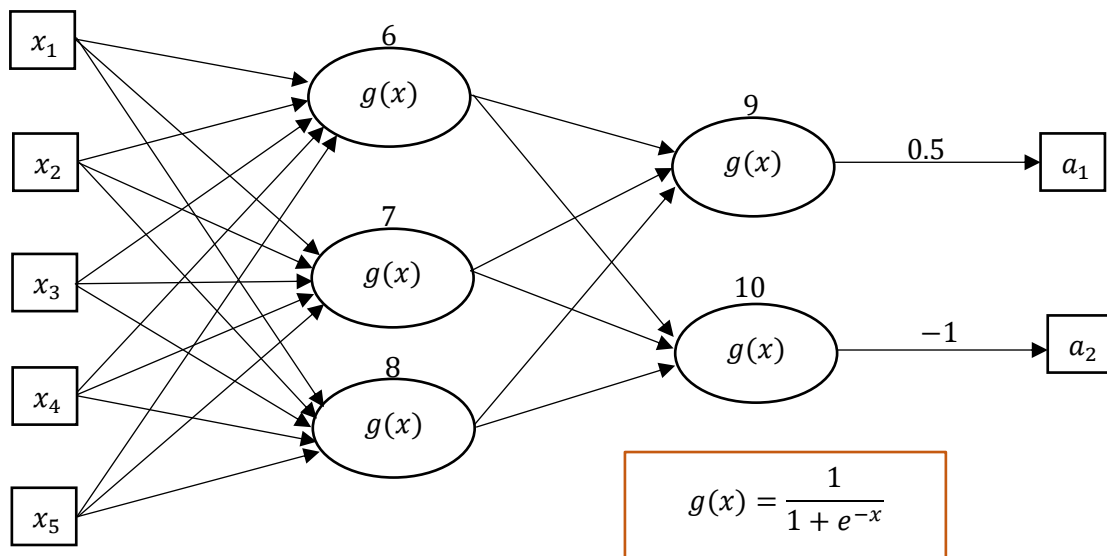 x₁
x₂
x₃
x₄
x₅
6
g(x)
7
g(x)
8
g(x)
9
g(x)
10
g(x)
0.5
a₁
−1
a₂
g(x) = 1 / (1 + e^{−x})